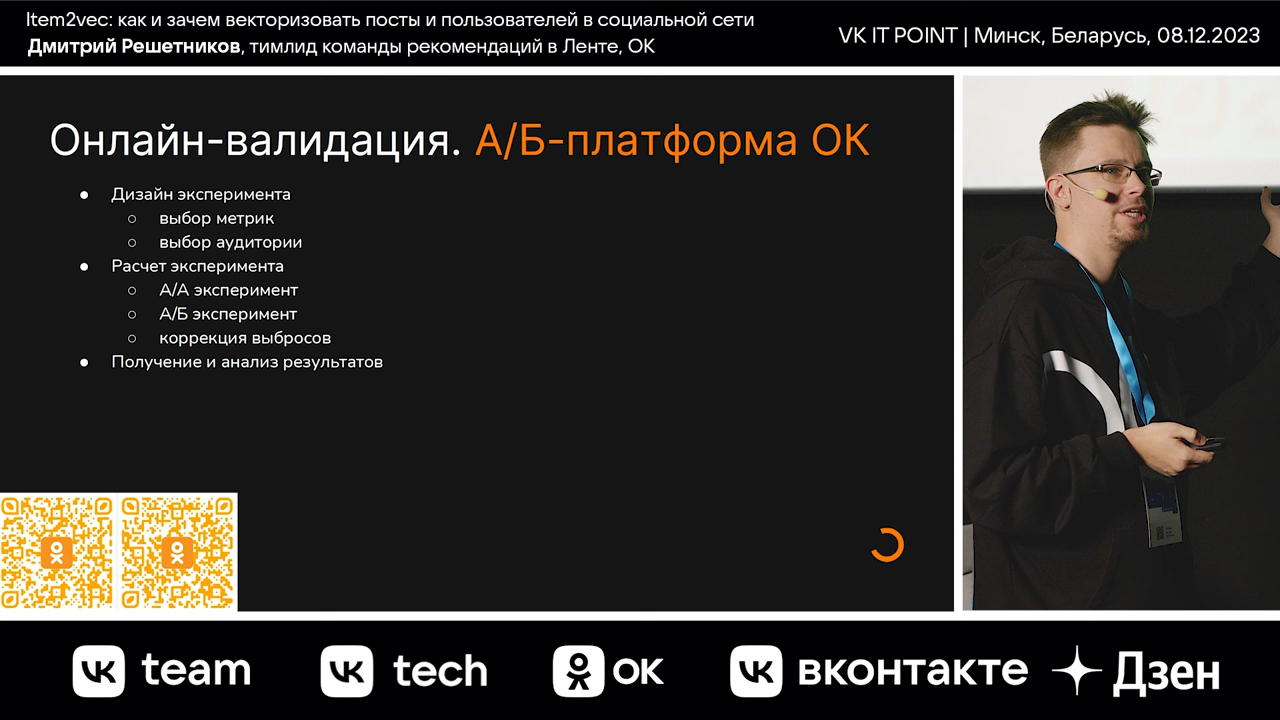 Item2vec: как и зачем векторизовать посты и пользователей в социальной сети
Дмитрий Решетников, тимлид команды рекомендаций в Ленте, ОК
VK IT POINT | Минск, Беларусь, 08.12.2023
Онлайн-валидация. А/Б-платформа ОК
Дизайн эксперимента
выбор метрик
выбор аудитории
Расчет эксперимента
А/А эксперимент
А/Б эксперимент
коррекция выбросов
Получение и анализ результатов
team
tech
ОК
вконтакте
Дзен